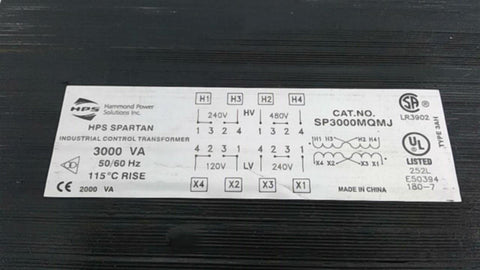 HPS
Hammond Power
Solutions Inc.
HPS SPARTAN
INDUSTRIAL CONTROL TRANSFORMER
3000 VA
50/60 Hz
115°C RISE
CE 2000 VA
H1 H3 H2 H4
240V HV 480V
1 3 2 4 1 3 2 4
4 2 3 1 4 2 3 1
120V LV 240V
X4 X2 X3 X1
CAT.NO.
SP3000MQMJ
H1 H3 H2 H4
X4 X2 X3 X1
MADE IN CHINA
SA
LR3902
TYPE 3AH
UL
LISTED
252L
E50394
180-7